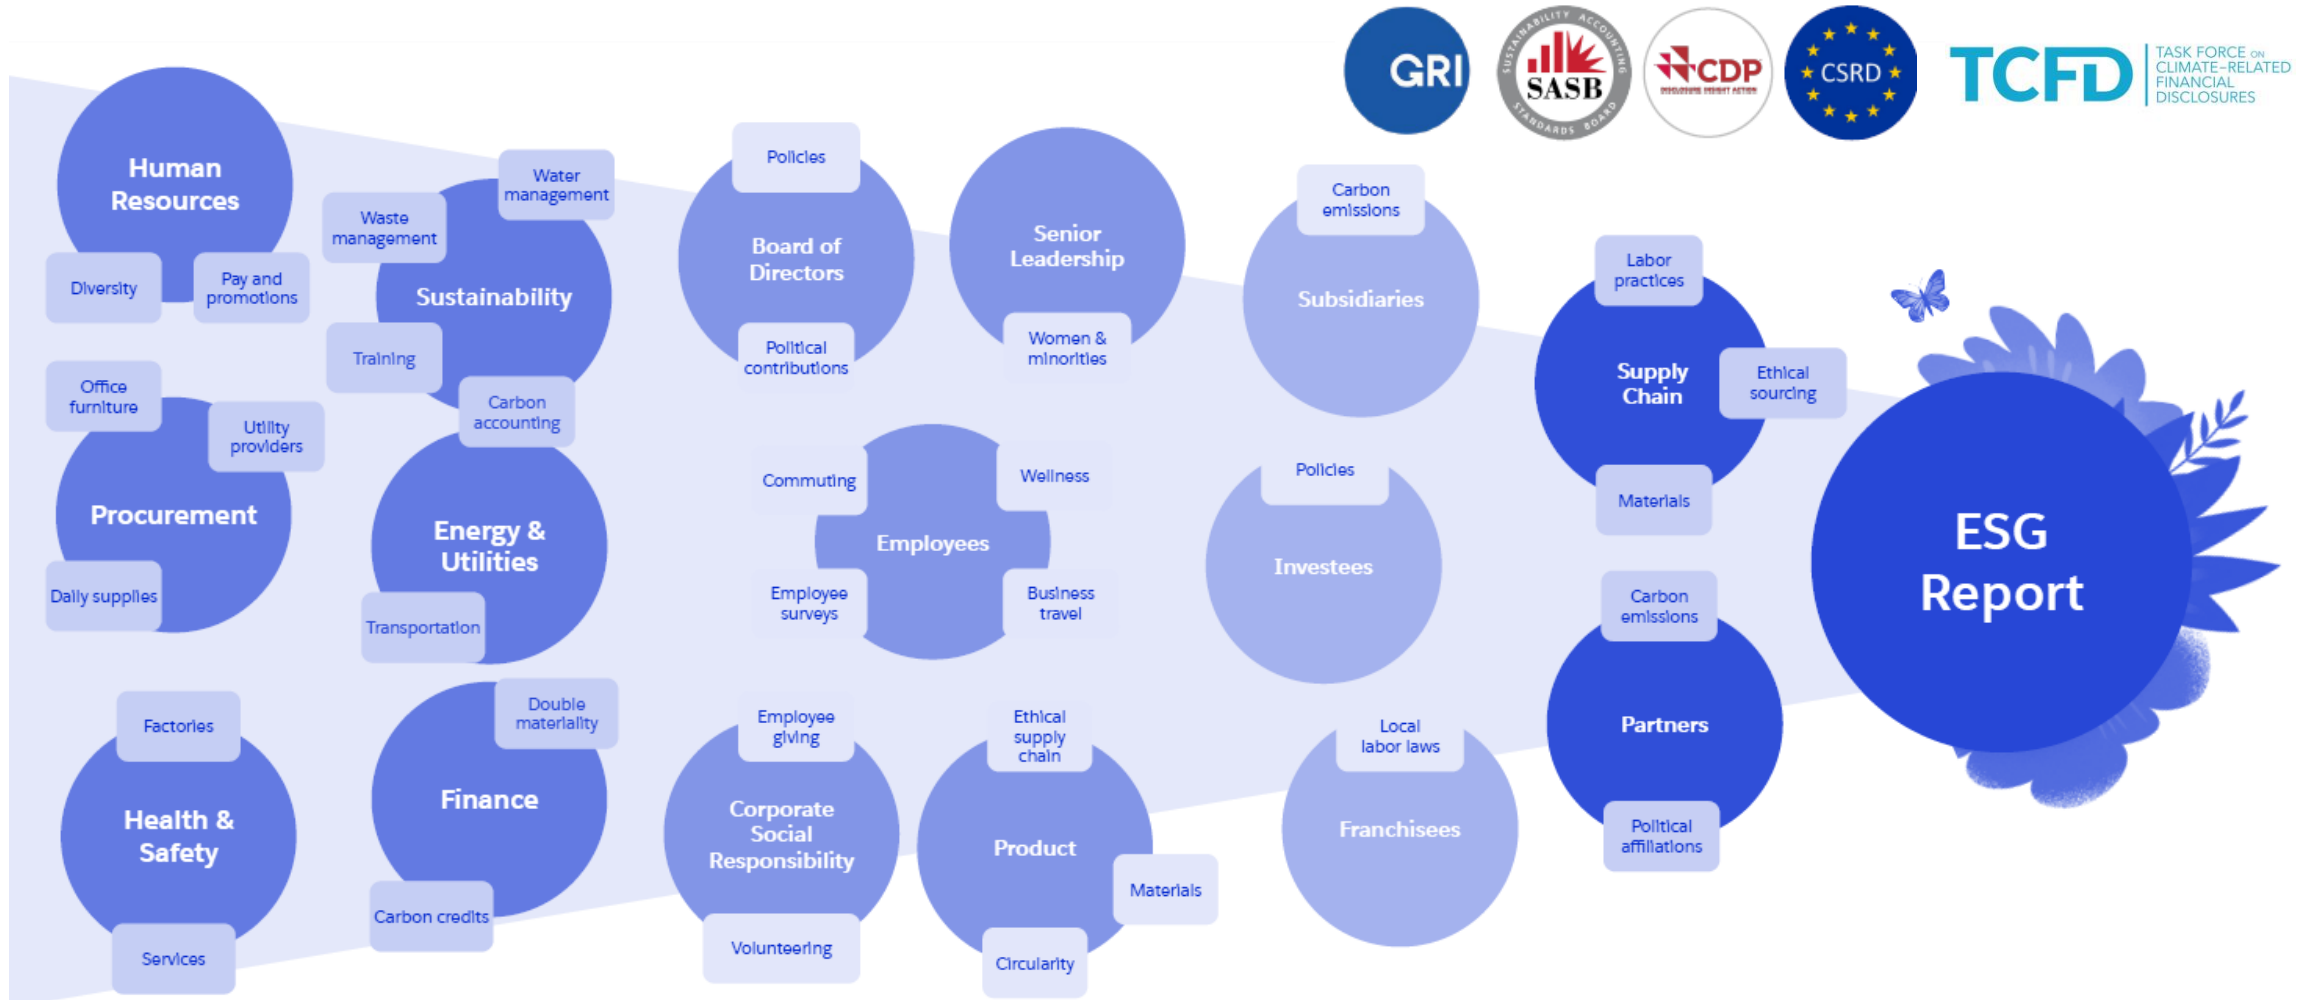 GRI
SUSTAINABILITY ACCOUNTING
SASB
STANDARDS BOARD
CDP
DISCLOSURE INSIGHT ACTION
CSRD
TCFD
TASK FORCE ON
CLIMATE-RELATED
FINANCIAL
DISCLOSURES
Human
Resources
Diversity
Pay and
promotions
Water
management
Waste
management
Sustainability
Training
Carbon
accounting
Policies
Board of
Directors
Political
contributions
Senior
Leadership
Women &
minorities
Carbon
emissions
Subsidiaries
Labor
practices
Supply
Chain
Ethical
sourcing
Materials
Office
furniture
Utility
providers
Procurement
Daily supplies
Energy &
Utilities
Transportation
Commuting
Wellness
Employees
Employee
surveys
Business
travel
Policies
Investees
Carbon
emissions
Partners
Political
affiliations
ESG
Report
Factories
Health &
Safety
Services
Double
materiality
Finance
Carbon credits
Employee
giving
Corporate
Social
Responsibility
Volunteering
Ethical
supply
chain
Product
Materials
Circularity
Local
labor laws
Franchisees